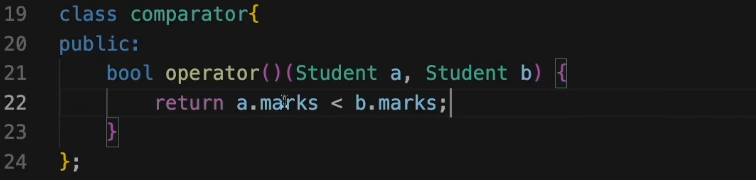 19 class comparator{
20 public:
21 bool operator()(Student a, Student b) {
22 return a.marks < b.marks;
23 }
24 };